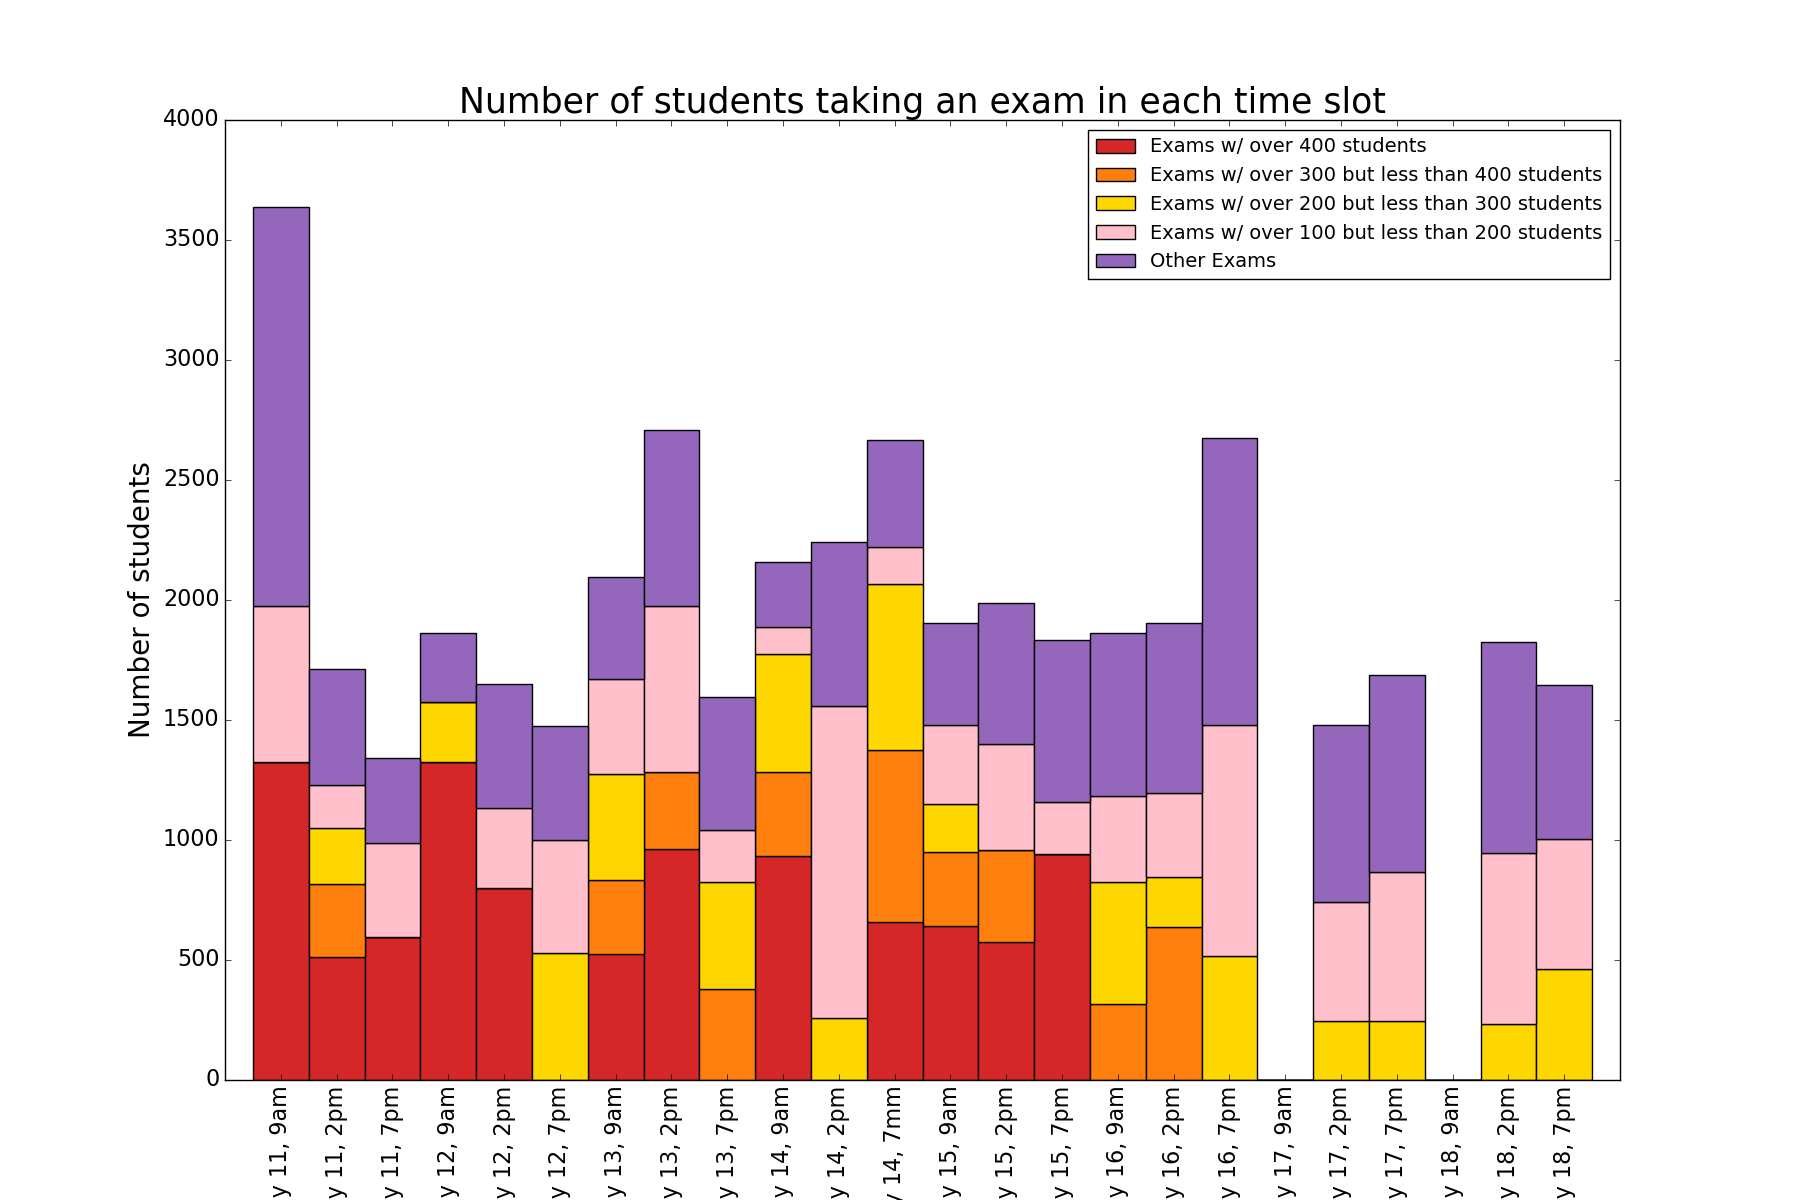 Number of students taking an exam in each time slot
Exams w/ over 400 students
Exams w/ over 300 but less than 400 students
Exams w/ over 200 but less than 300 students
Exams w/ over 100 but less than 200 students
Other Exams
Number of students
4000
3500
3000
2500
2000
1500
1000
500
0
y 11, 9am
y 11, 2pm
y 11, 7pm
y 12, 9am
y 12, 2pm
y 12, 7pm
y 13, 9am
y 13, 2pm
y 13, 7pm
y 14, 9am
y 14, 2pm
y 14, 7mm
y 15, 9am
y 15, 2pm
y 15, 7pm
y 16, 9am
y 16, 2pm
y 16, 7pm
y 17, 9am
y 17, 2pm
y 17, 7pm
y 18, 9am
y 18, 2pm
y 18, 7pm